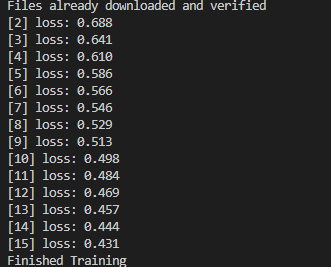 Files already downloaded and verified
[2] loss: 0.688
[3] loss: 0.641
[4] loss: 0.610
[5] loss: 0.586
[6] loss: 0.566
[7] loss: 0.546
[8] loss: 0.529
[9] loss: 0.513
[10] loss: 0.498
[11] loss: 0.484
[12] loss: 0.469
[13] loss: 0.457
[14] loss: 0.444
[15] loss: 0.431
Finished Training